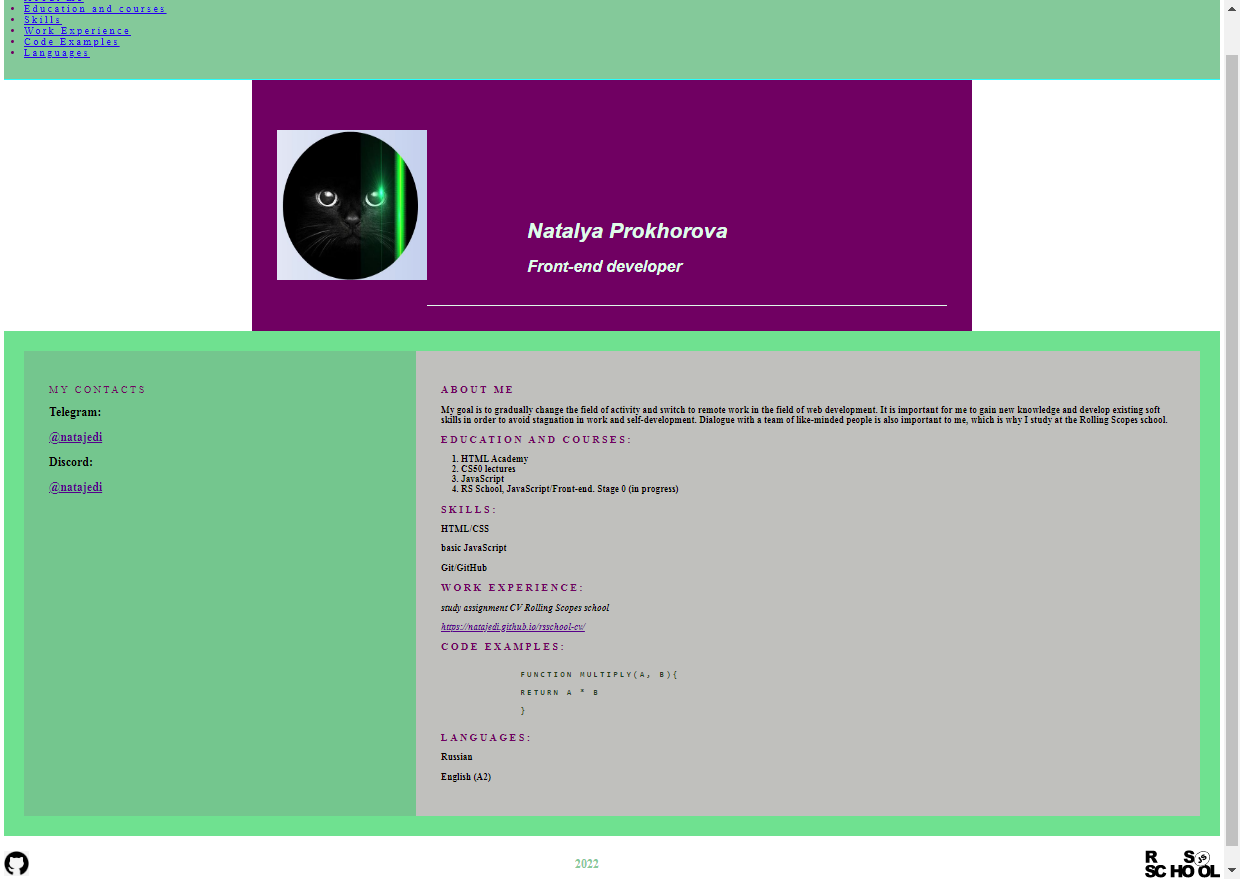 Education and courses
Skills
Work Experience
Code Examples
Languages
Natalya Prokhorova
Front-end developer
MY CONTACTS
Telegram:
@natajedi
Discord:
@natajedi
ABOUT ME
My goal is to gradually change the field of activity and switch to remote work in the field of web development. It is important for me to gain new knowledge and develop existing soft
skills in order to avoid stagnation in work and self-development. Dialogue with a team of like-minded people is also important to me, which is why I study at the Rolling Scopes school.
EDUCATION AND COURSES:
1. HTML Academy
2. CS50 lectures
3. JavaScript
4. RS School, JavaScript/Front-end. Stage 0 (in progress)
SKILLS:
HTML/CSS
basic JavaScript
Git/GitHub
WORK EXPERIENCE:
study assignment CV Rolling Scopes school
https://natajedi.github.io/rsschool-cv/
CODE EXAMPLES:
FUNCTION MULTIPLY(A, B){
RETURN A * B
}
LANGUAGES:
Russian
English (A2)
2022
R S
SCHOOL